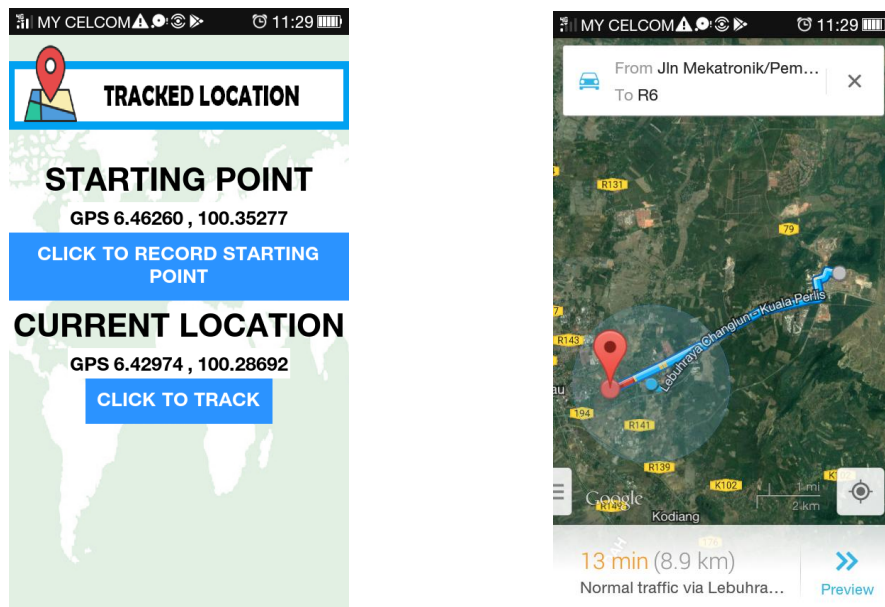 MY CELCOM 11:29
TRACKED LOCATION
STARTING POINT
GPS 6.46260 , 100.35277
CLICK TO RECORD STARTING
POINT
CURRENT LOCATION
GPS 6.42974 , 100.28692
CLICK TO TRACK
MY CELCOM 11:29
From Jln Mekatronik/Pem...
To R6
R131
79
Lebuhraya Changlun - Kuala Perlis
R143
au
194
R141
R139
K102
1 mi
2 km
Google
Kodiang
13 min (8.9 km)
Normal traffic via Lebuhra...
Preview